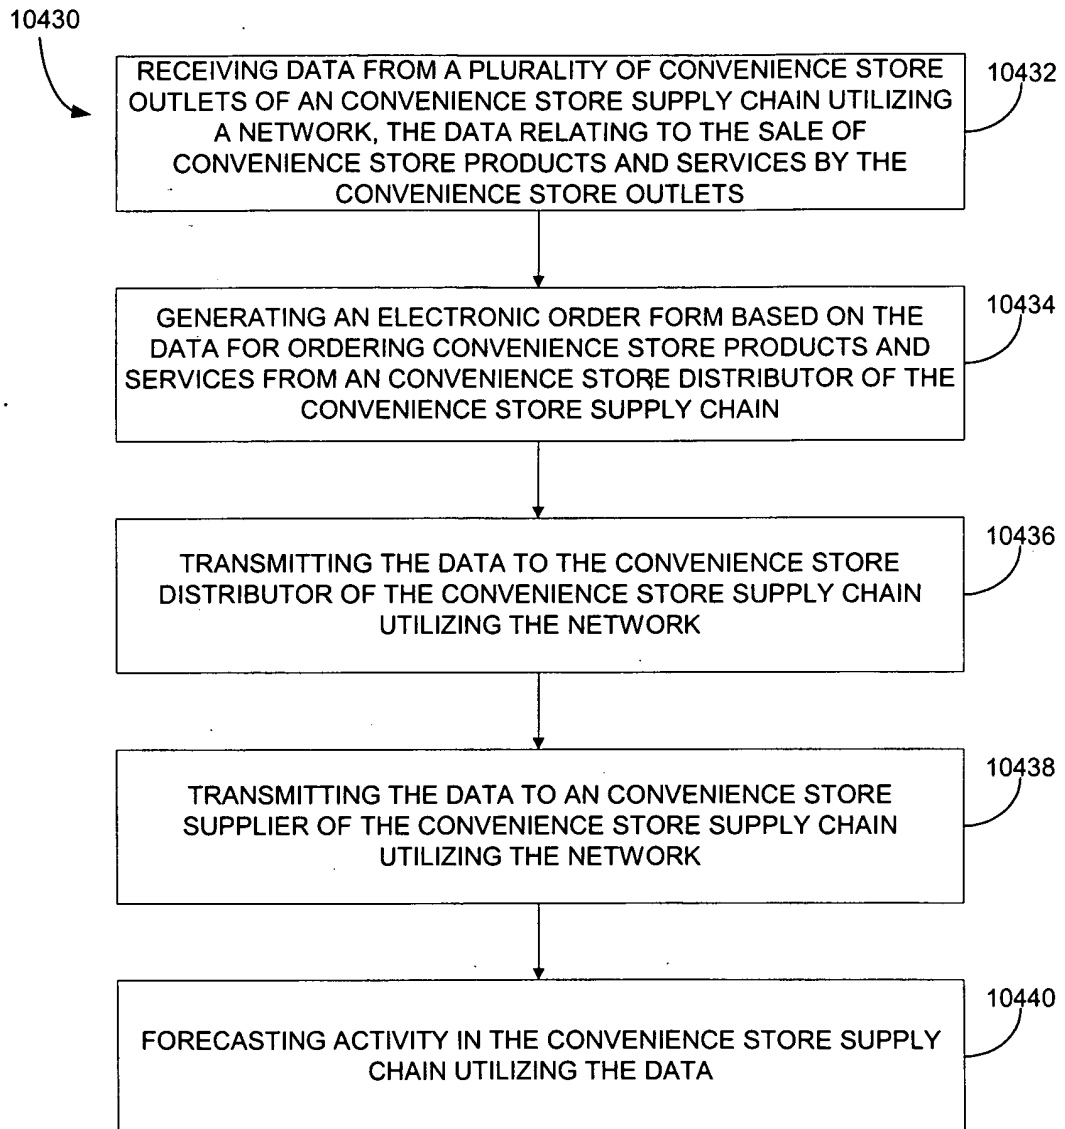 10430
RECEIVING DATA FROM A PLURALITY OF CONVENIENCE STORE
OUTLETS OF AN CONVENIENCE STORE SUPPLY CHAIN UTILIZING
A NETWORK, THE DATA RELATING TO THE SALE OF
CONVENIENCE STORE PRODUCTS AND SERVICES BY THE
CONVENIENCE STORE OUTLETS
10432
GENERATING AN ELECTRONIC ORDER FORM BASED ON THE
DATA FOR ORDERING CONVENIENCE STORE PRODUCTS AND
SERVICES FROM AN CONVENIENCE STORE DISTRIBUTOR OF THE
CONVENIENCE STORE SUPPLY CHAIN
10434
TRANSMITTING THE DATA TO THE CONVENIENCE STORE
DISTRIBUTOR OF THE CONVENIENCE STORE SUPPLY CHAIN
UTILIZING THE NETWORK
10436
TRANSMITTING THE DATA TO AN CONVENIENCE STORE
SUPPLIER OF THE CONVENIENCE STORE SUPPLY CHAIN
UTILIZING THE NETWORK
10438
FORECASTING ACTIVITY IN THE CONVENIENCE STORE SUPPLY
CHAIN UTILIZING THE DATA
10440